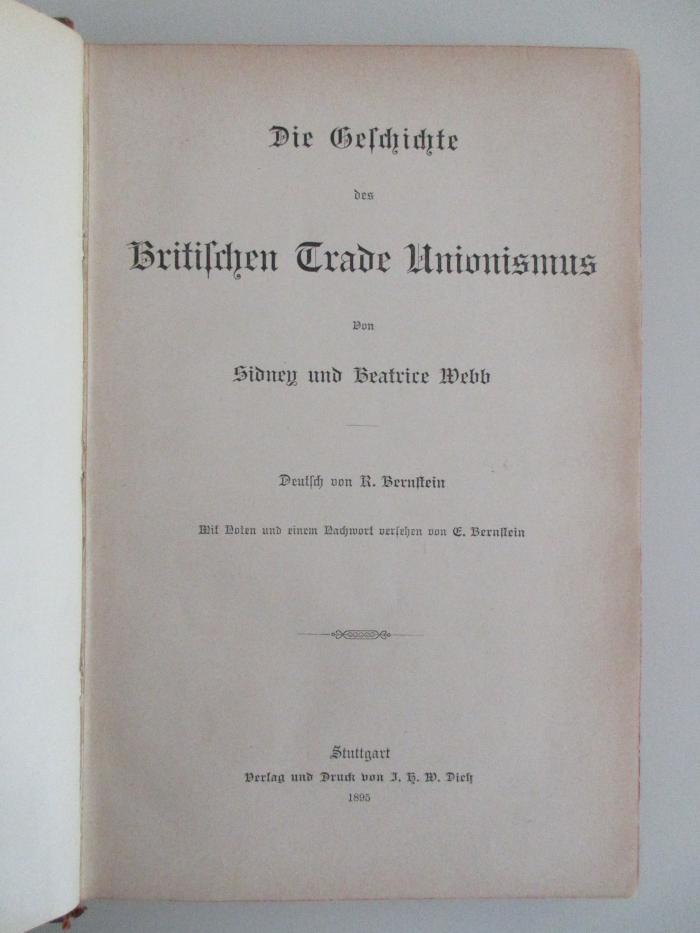 Die Geschichte
des
Britischen Trade Unionismus
Von
Sidney und Beatrice Webb
Deutsch von R. Bernstein
Mit Noten und einem Nachwort versehen von E. Bernstein
Stuttgart
Verlag und Druck von J. H. W. Dietz
1895